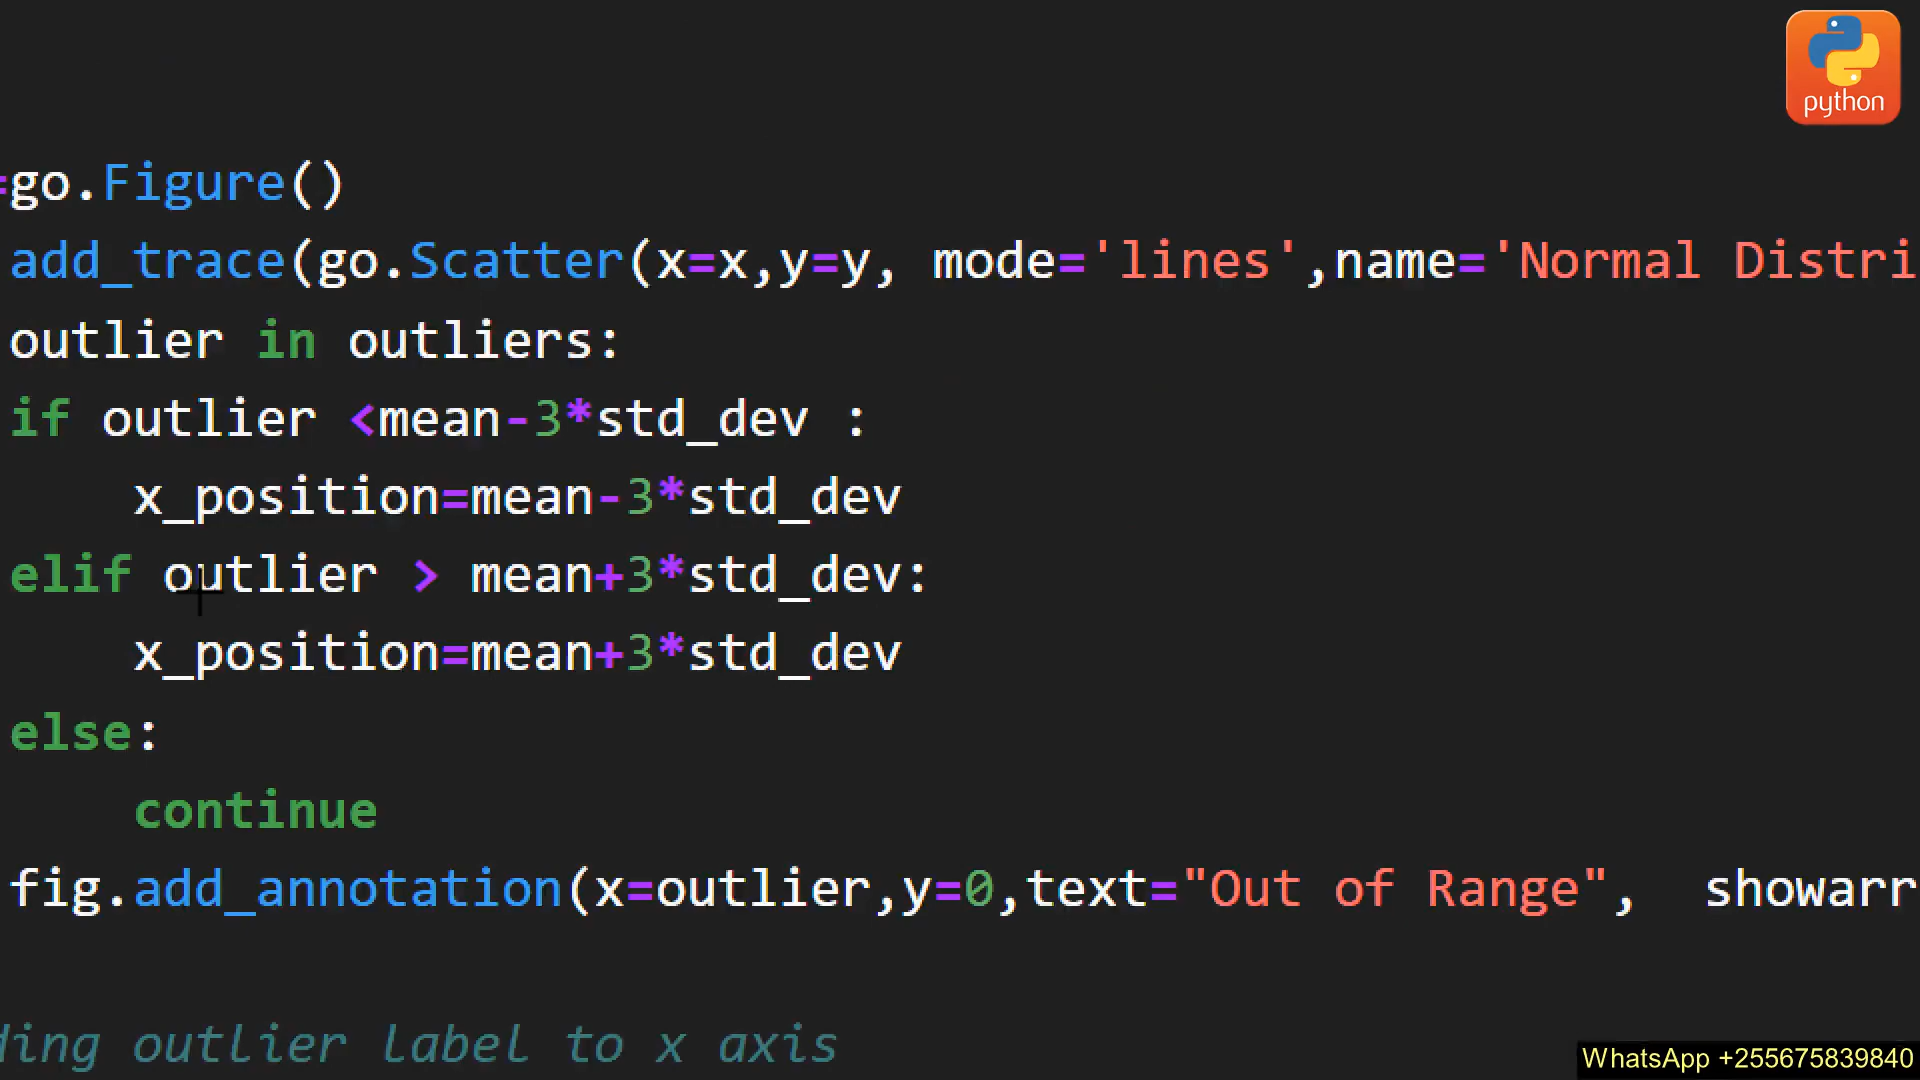 python
=go.Figure()
add_trace(go.Scatter(x=x,y=y, mode='lines',name='Normal Distri
outlier in outliers:
if outlier <mean-3*std_dev :
x_position=mean-3*std_dev
elif outlier > mean+3*std_dev:
x_position=mean+3*std_dev
else:
continue
fig.add_annotation(x=outlier,y=0,text="Out of Range", showarr
ding outlier label to x axis
WhatsApp +255675839840